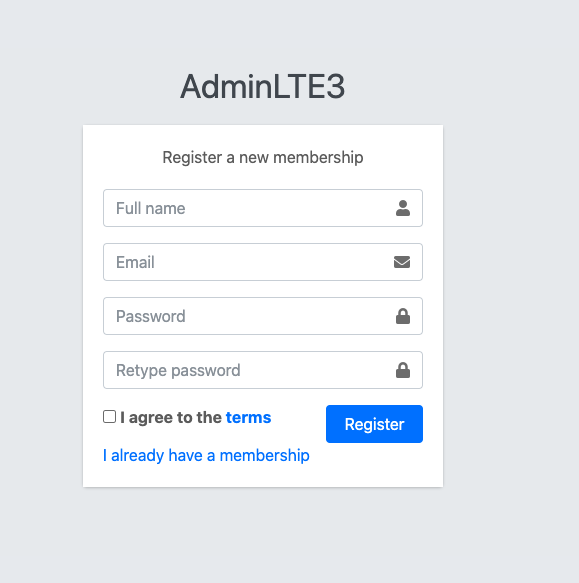 AdminLTE3
Register a new membership
Full name
Email
Password
Retype password
I agree to the terms
Register
I already have a membership